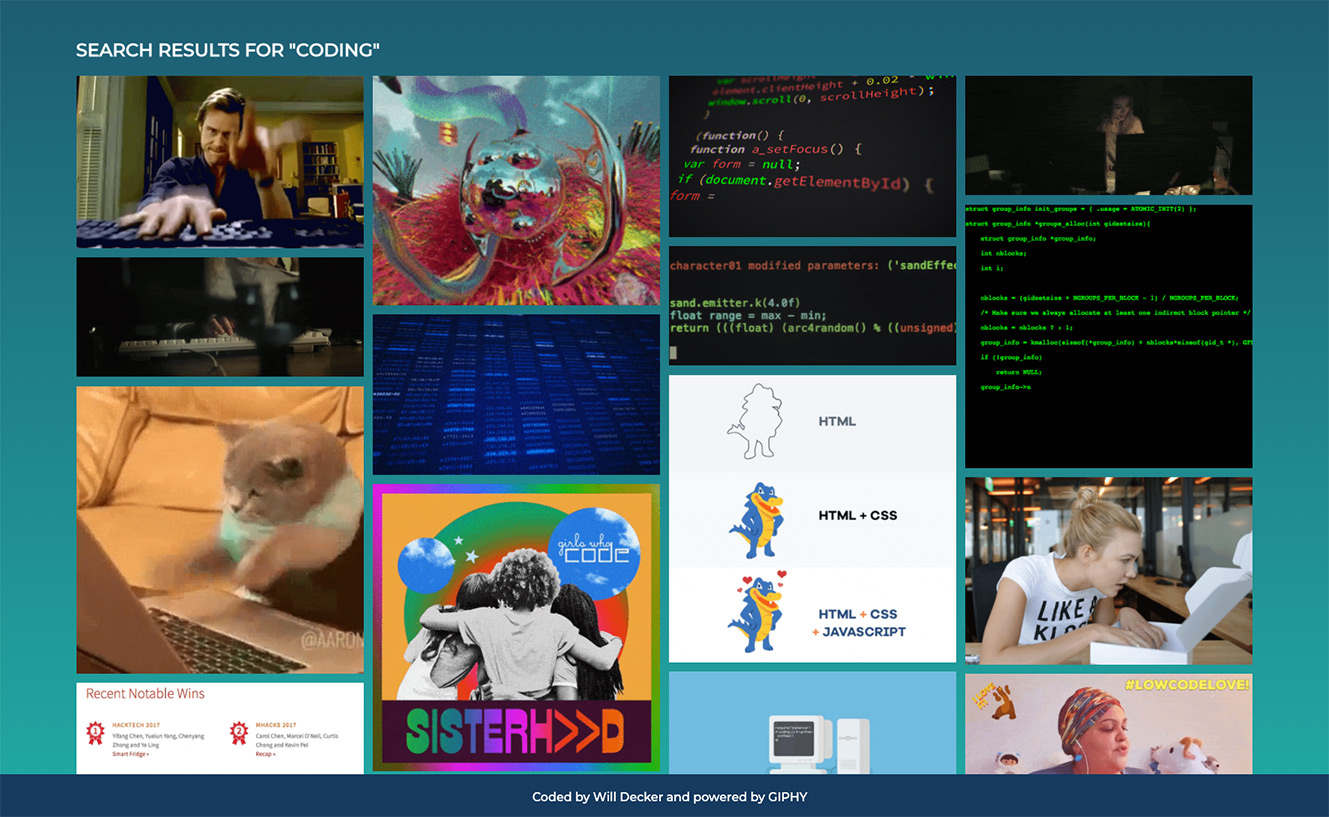 SEARCH RESULTS FOR "CODING"
@AARON
Recent Notable Wins
1
HACKTECH 2017
Yifang Chen, Yuelun Yang, Chenyang
Zhong and Ye Ling
Smart Fridge »
2
MHACKS 2017
Carol Chen, Marcel O'Neil, Curtis
Chong and Kevin Pei
Recap »
girls who
CODE
SISTERH>>D
element.clientHeight + 0.02
window.scroll(0, scrollHeight);
}
(function() {
function a_setFocus() {
var form = null;
if (document.getElementById) {
form =
character01 modified parameters: ('sandEffe
sand.emitter.k(4.0f)
float range = max - min;
return (((float) (arc4random() % ((unsigned)
HTML
HTML + CSS
HTML + CSS
+ JAVASCRIPT
struct group_info init_groups = { .usage = ATOMIC_INIT(2) };
struct group_info *groups_alloc(int gidsetsize){
struct group_info *group_info;
int nblocks;
int i;
nblocks = (gidsetsize + NGROUPS_PER_BLOCK - 1) / NGROUPS_PER_BLOCK;
/* Make sure we always allocate at least one indirect block pointer */
nblocks = nblocks ? : 1;
group_info = kmalloc(sizeof(*group_info) + nblocks*sizeof(gid_t *), GF
if (!group_info)
return NULL;
group_info->n
LIKE A
KLOS
#LOWCODELOVE!
Coded by Will Decker and powered by GIPHY